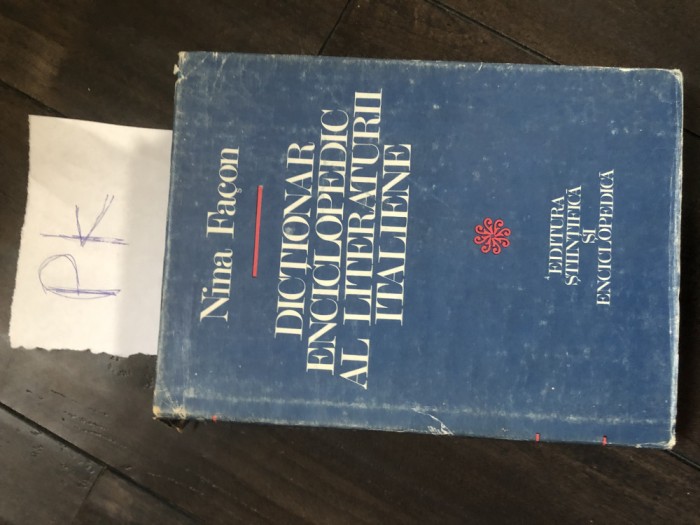 PK
Nina Façon
DICȚIONAR
ENCICLOPEDIC
AL LITERATURII
ITALIENE
EDITURA
ȘTIINȚIFICĂ
ȘI
ENCICLOPEDICĂ